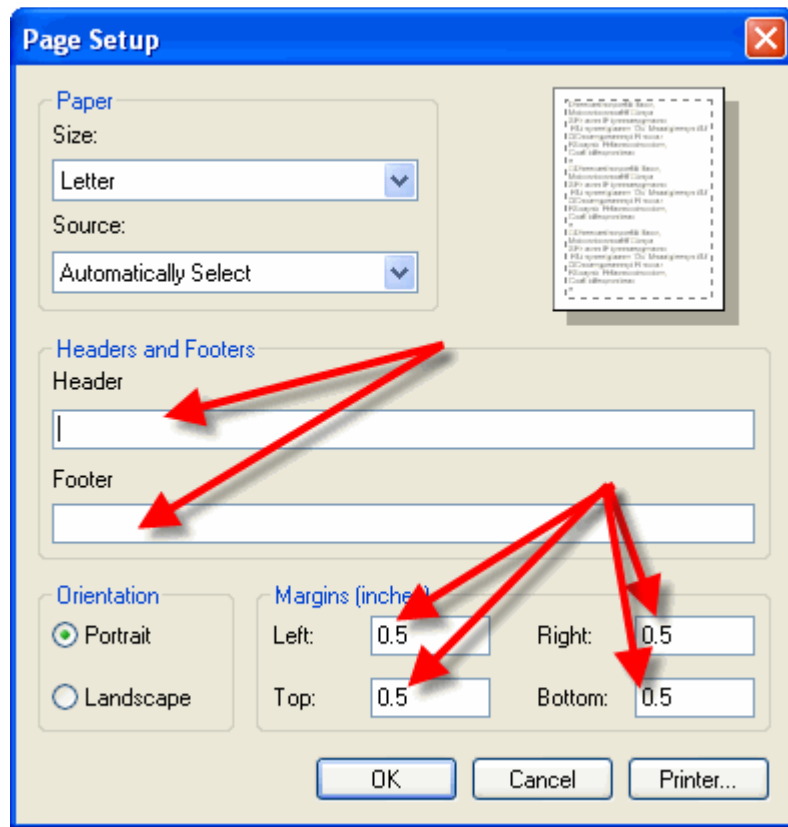 Page Setup
Paper
Size:
Letter
Source:
Automatically Select
Headers and Footers
Header
Footer
Orientation
Portrait
Landscape
Margins (inches)
Left: 0.5 Right: 0.5
Top: 0.5 Bottom: 0.5
OK Cancel Printer...